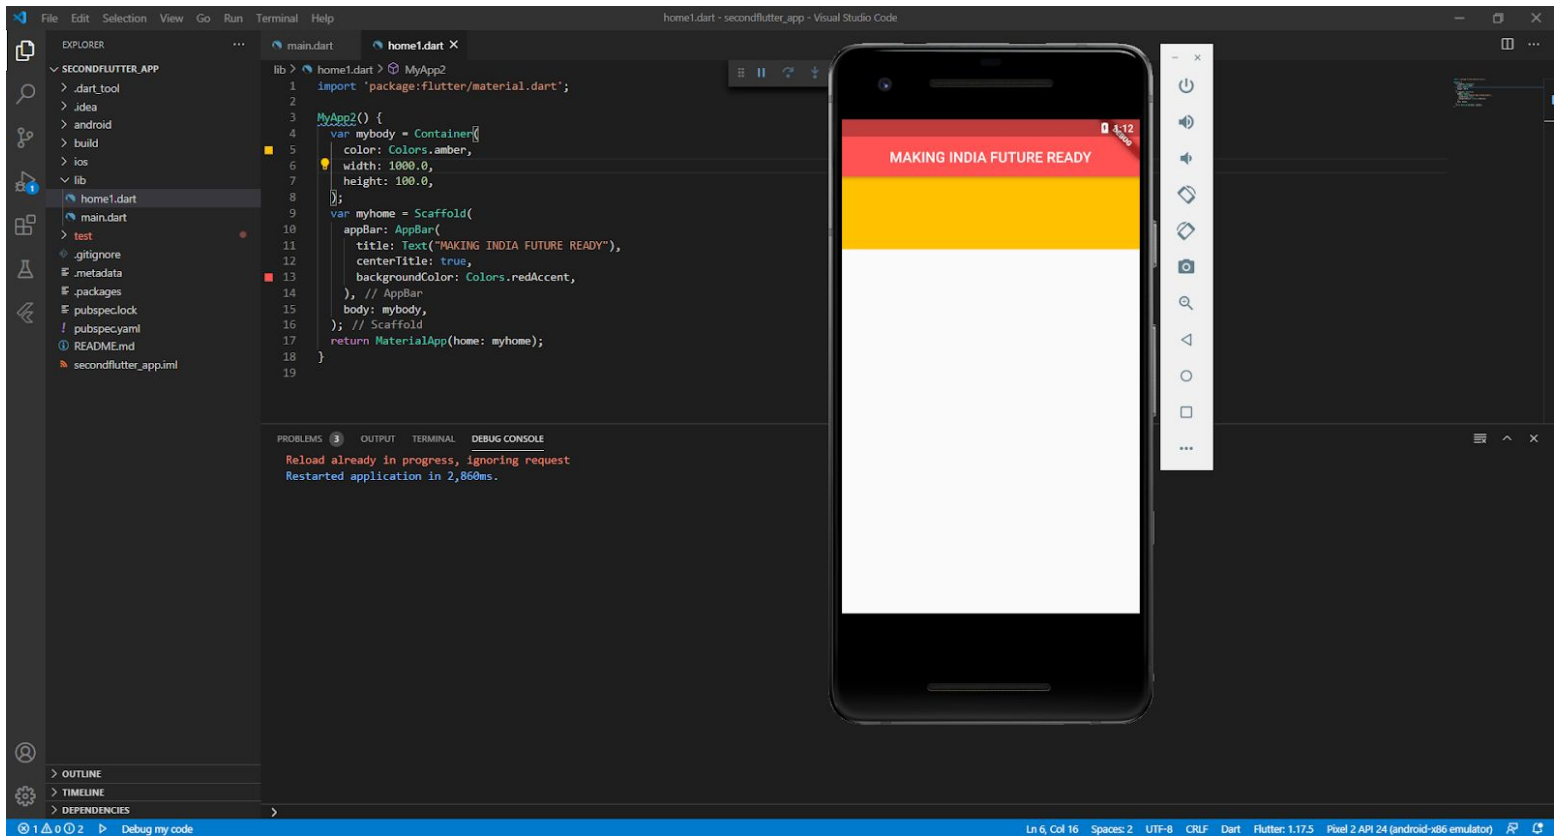 File Edit Selection View Go Run Terminal Help
home1.dart - secondflutter_app - Visual Studio Code
EXPLORER
SECONDFLUTTER_APP
.dart_tool
.idea
android
build
ios
lib
home1.dart
main.dart
test
.gitignore
.metadata
.packages
pubspec.lock
! pubspec.yaml
README.md
secondflutter_app.iml
OUTLINE
TIMELINE
DEPENDENCIES
1
main.dart home1.dart
lib > home1.dart > MyApp2
1 import 'package:flutter/material.dart';
2
3 MyApp2() {
4 var mybody = Container(
5 color: Colors.amber,
6 width: 1000.0,
7 height: 100.0,
8 );
9 var myhome = Scaffold(
10 appBar: AppBar(
11 title: Text("MAKING INDIA FUTURE READY"),
12 centerTitle: true,
13 backgroundColor: Colors.redAccent,
14 ), // AppBar
15 body: mybody,
16 ); // Scaffold
17 return MaterialApp(home: myhome);
18 }
19
PROBLEMS 3 OUTPUT TERMINAL DEBUG CONSOLE
Reload already in progress, ignoring request
Restarted application in 2,860ms.
>
MAKING INDIA FUTURE READY
1 0 2 Debug my code
Ln 6, Col 16 Spaces: 2 UTF-8 CRLF Dart Flutter: 1.17.5 Pixel 2 API 24 (android-x86 emulator)